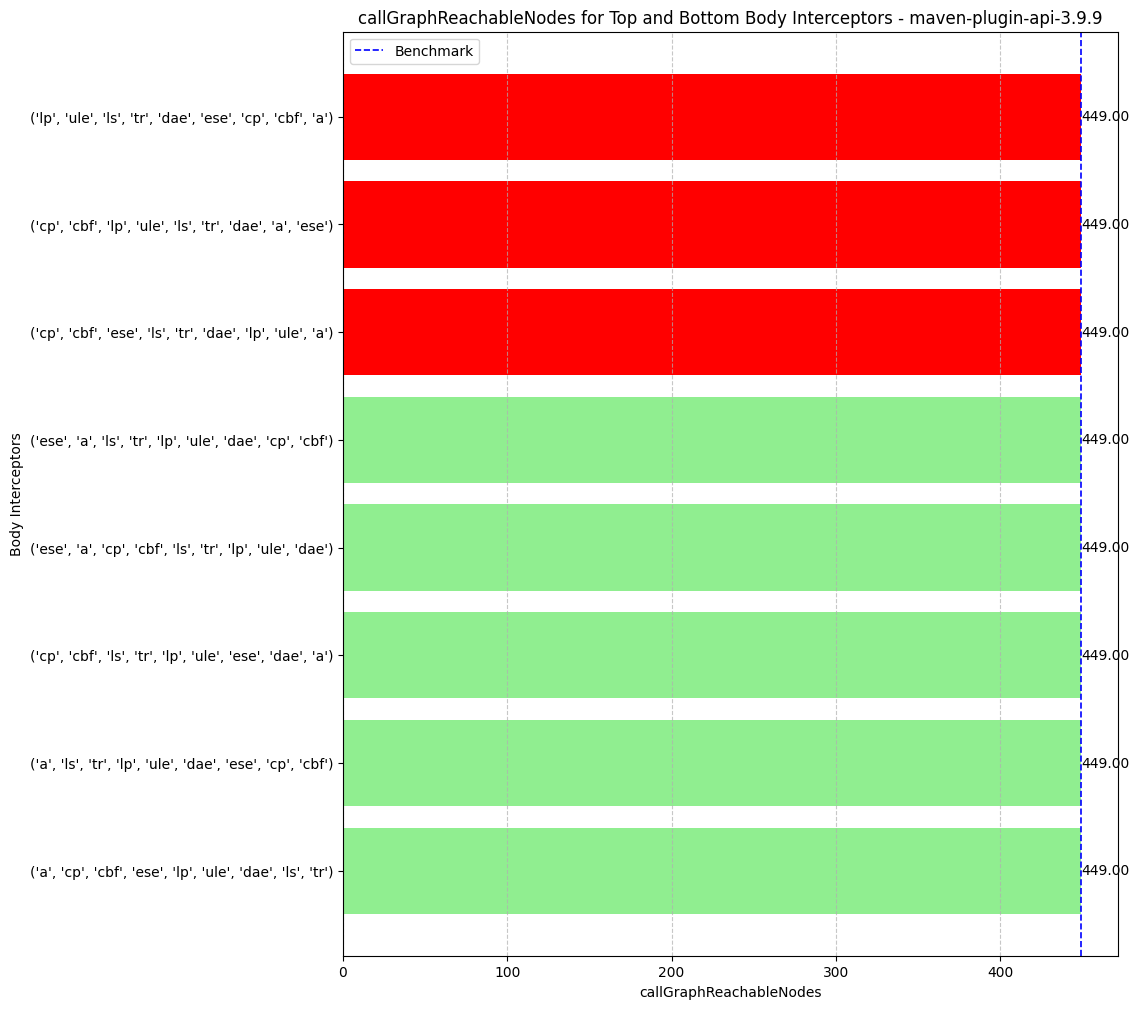 callGraphReachableNodes for Top and Bottom Body Interceptors - maven-plugin-api-3.9.9
Benchmark
('lp', 'ule', 'ls', 'tr', 'dae', 'ese', 'cp', 'cbf', 'a')
449.00
('cp', 'cbf', 'lp', 'ule', 'ls', 'tr', 'dae', 'a', 'ese')
449.00
('cp', 'cbf', 'ese', 'ls', 'tr', 'dae', 'lp', 'ule', 'a')
449.00
('ese', 'a', 'ls', 'tr', 'lp', 'ule', 'dae', 'cp', 'cbf')
449.00
('ese', 'a', 'cp', 'cbf', 'ls', 'tr', 'lp', 'ule', 'dae')
449.00
('cp', 'cbf', 'ls', 'tr', 'lp', 'ule', 'ese', 'dae', 'a')
449.00
('a', 'ls', 'tr', 'lp', 'ule', 'dae', 'ese', 'cp', 'cbf')
449.00
('a', 'cp', 'cbf', 'ese', 'lp', 'ule', 'dae', 'ls', 'tr')
449.00
Body Interceptors
0 100 200 300 400
callGraphReachableNodes